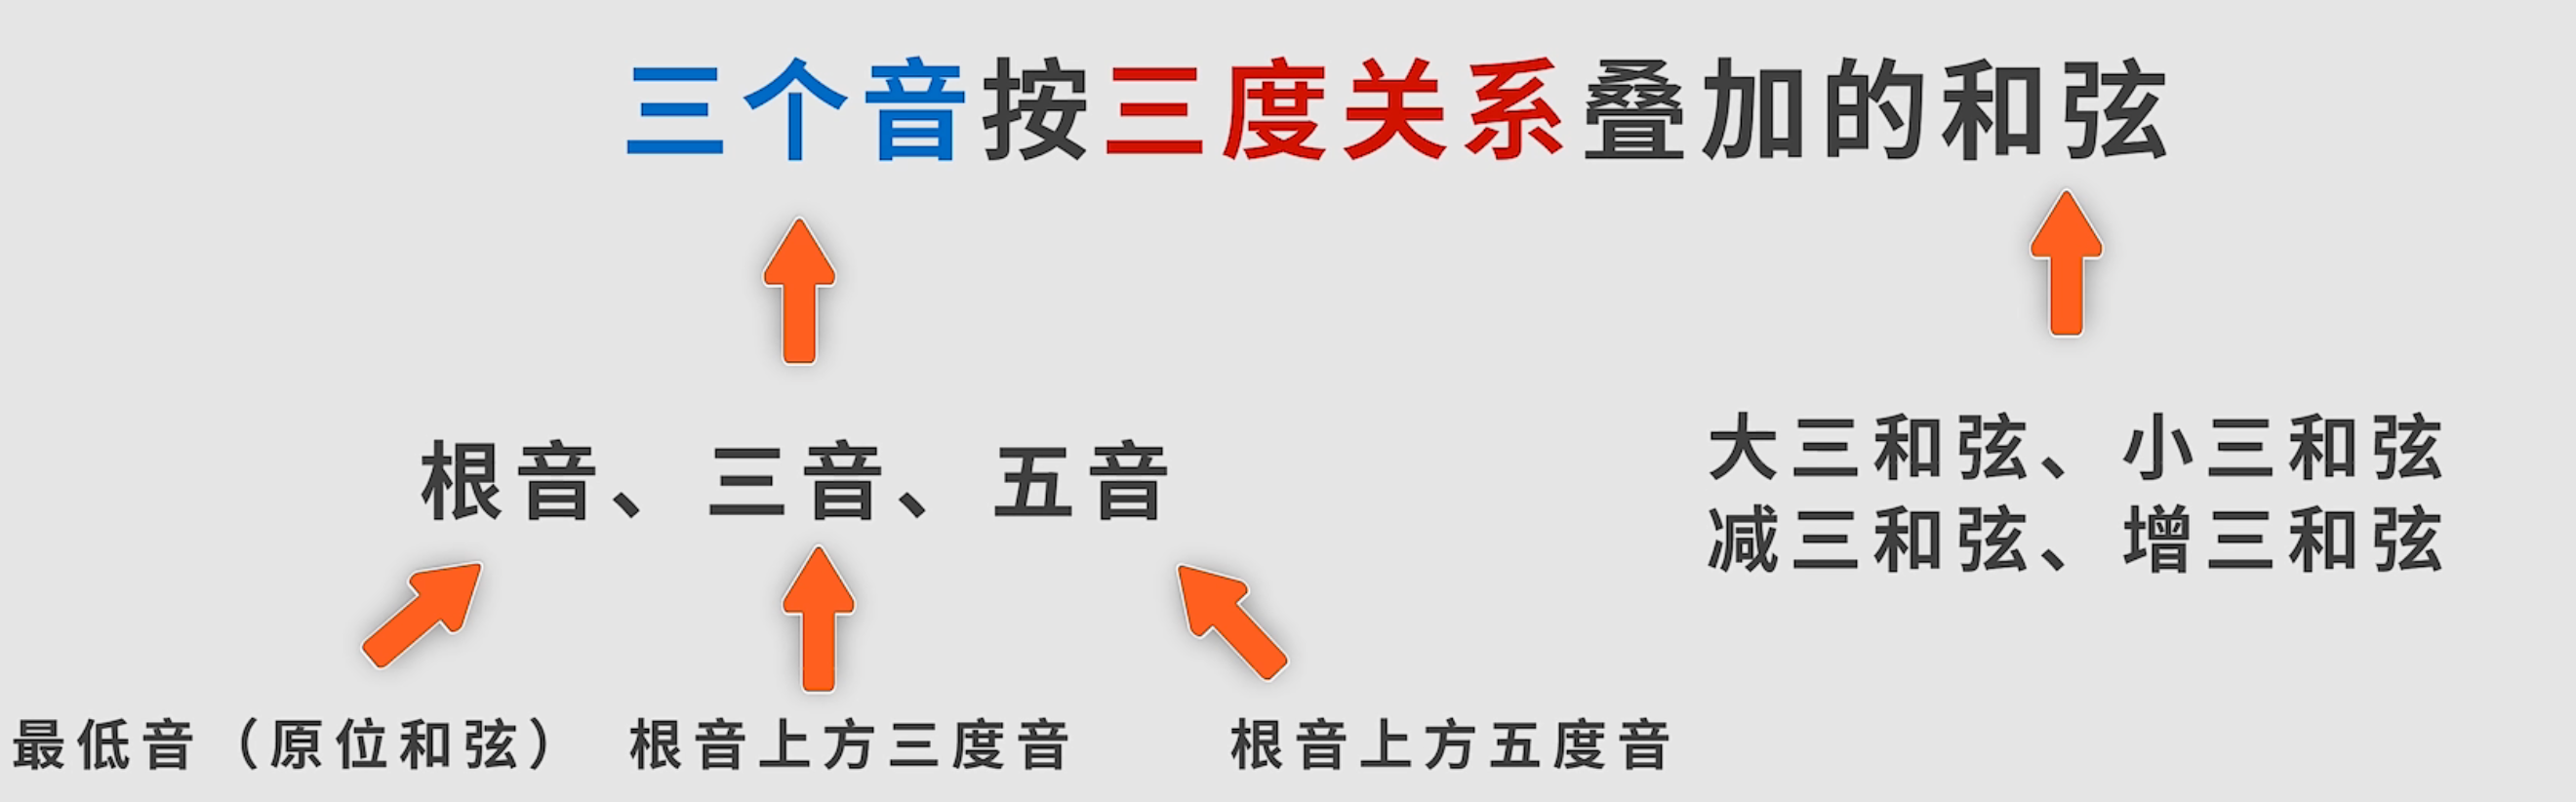 三个音按三度关系叠加的和弦
根音、三音、五音
大三和弦、小三和弦
减三和弦、增三和弦
最低音（原位和弦） 根音上方三度音 根音上方五度音